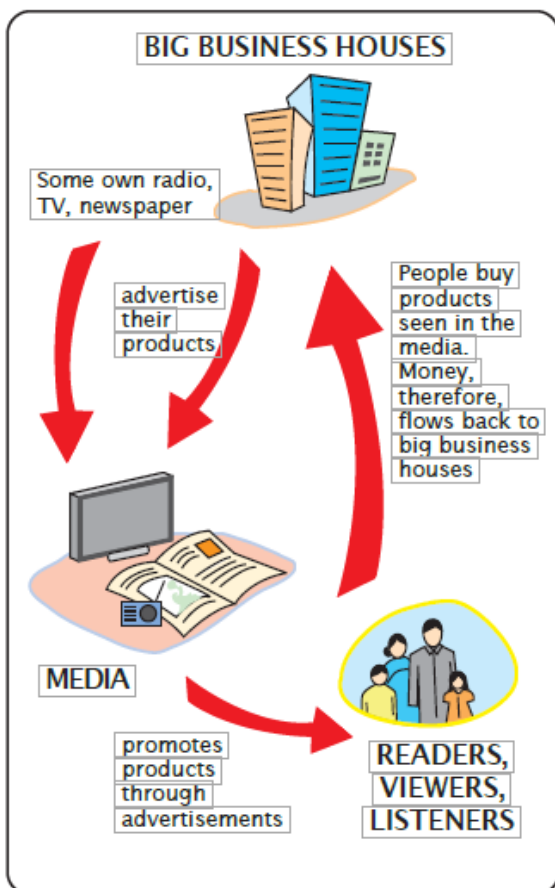 BIG BUSINESS HOUSES
Some own radio,
TV, newspaper
advertise
their
products
People buy
products
seen in the
media.
Money,
therefore,
flows back to
big business
houses
MEDIA
promotes
products
through
advertisements
READERS,
VIEWERS,
LISTENERS